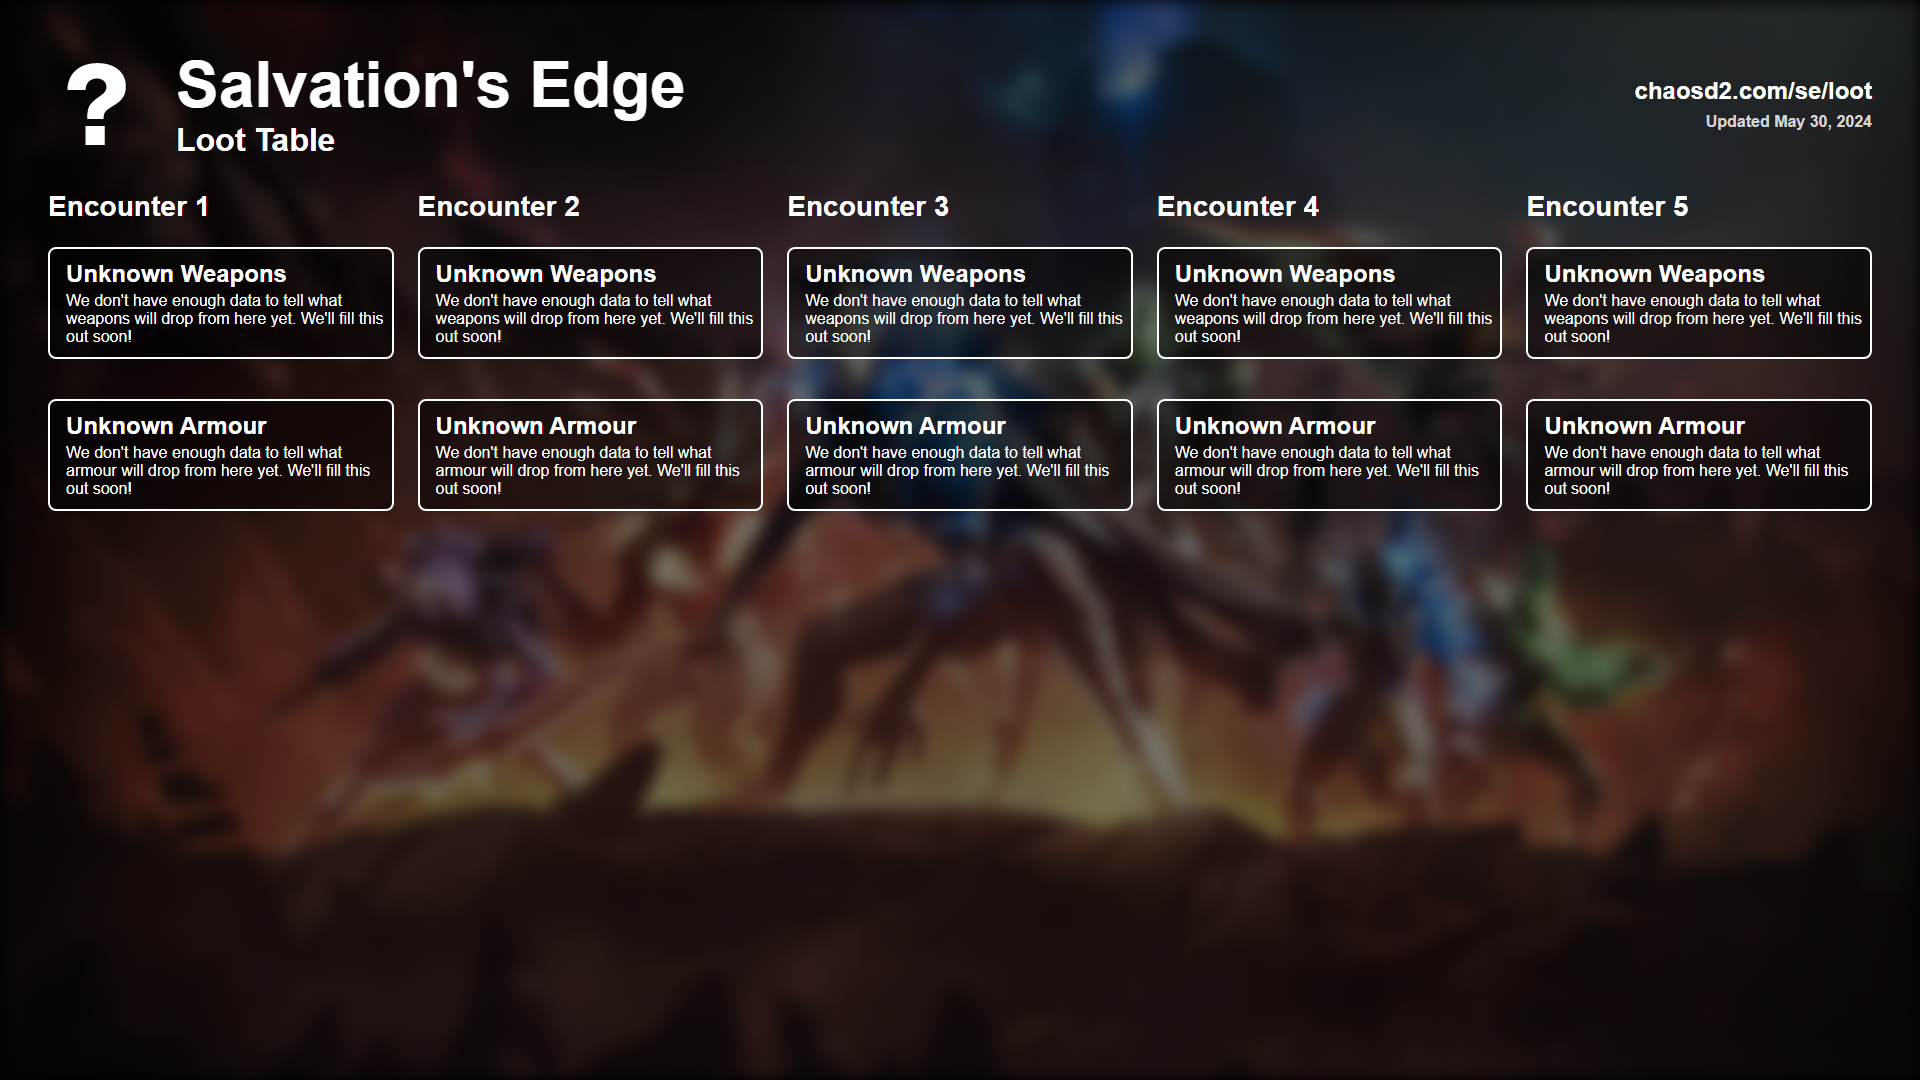 ?
Salvation's Edge
Loot Table
chaosd2.com/se/loot
Updated May 30, 2024
Encounter 1
Unknown Weapons
We don't have enough data to tell what
weapons will drop from here yet. We'll fill this
out soon!
Unknown Armour
We don't have enough data to tell what
armour will drop from here yet. We'll fill this
out soon!
Encounter 2
Unknown Weapons
We don't have enough data to tell what
weapons will drop from here yet. We'll fill this
out soon!
Unknown Armour
We don't have enough data to tell what
armour will drop from here yet. We'll fill this
out soon!
Encounter 3
Unknown Weapons
We don't have enough data to tell what
weapons will drop from here yet. We'll fill this
out soon!
Unknown Armour
We don't have enough data to tell what
armour will drop from here yet. We'll fill this
out soon!
Encounter 4
Unknown Weapons
We don't have enough data to tell what
weapons will drop from here yet. We'll fill this
out soon!
Unknown Armour
We don't have enough data to tell what
armour will drop from here yet. We'll fill this
out soon!
Encounter 5
Unknown Weapons
We don't have enough data to tell what
weapons will drop from here yet. We'll fill this
out soon!
Unknown Armour
We don't have enough data to tell what
armour will drop from here yet. We'll fill this
out soon!